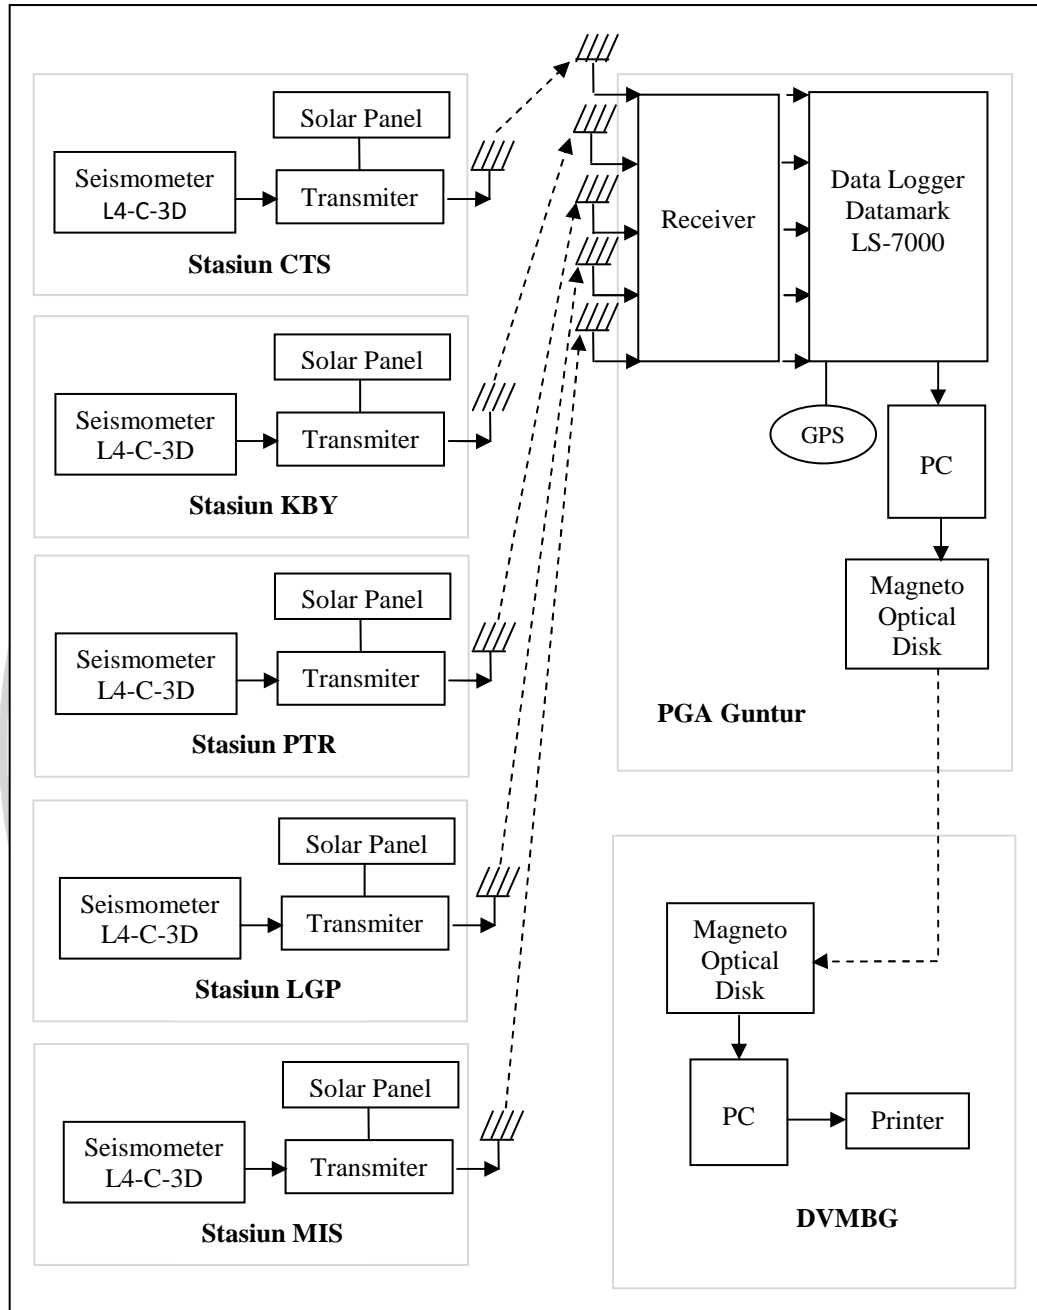 Solar Panel
Seismometer
L4-C-3D
Transmiter
Stasiun CTS
Solar Panel
Seismometer
L4-C-3D
Transmiter
Stasiun KBY
Solar Panel
Seismometer
L4-C-3D
Transmiter
Stasiun PTR
Solar Panel
Seismometer
L4-C-3D
Transmiter
Stasiun LGP
Solar Panel
Seismometer
L4-C-3D
Transmiter
Stasiun MIS
Receiver
Data Logger
Datamark
LS-7000
GPS
PC
Magneto
Optical
Disk
PGA Guntur
Magneto
Optical
Disk
PC
Printer
DVMBG